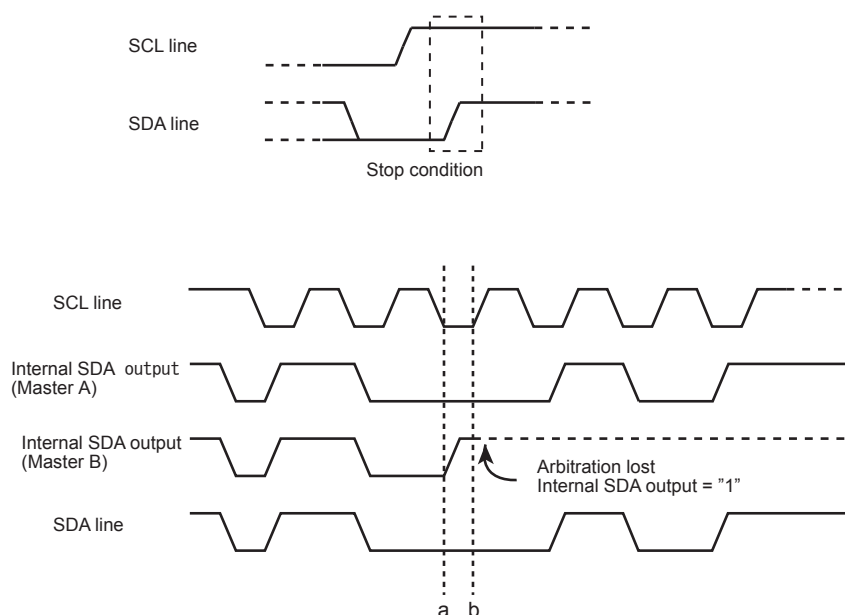 SCL line
SDA line
Stop condition
SCL line
Internal SDA output
(Master A)
Internal SDA output
(Master B)
Arbitration lost
Internal SDA output = ”1”
SDA line
a b